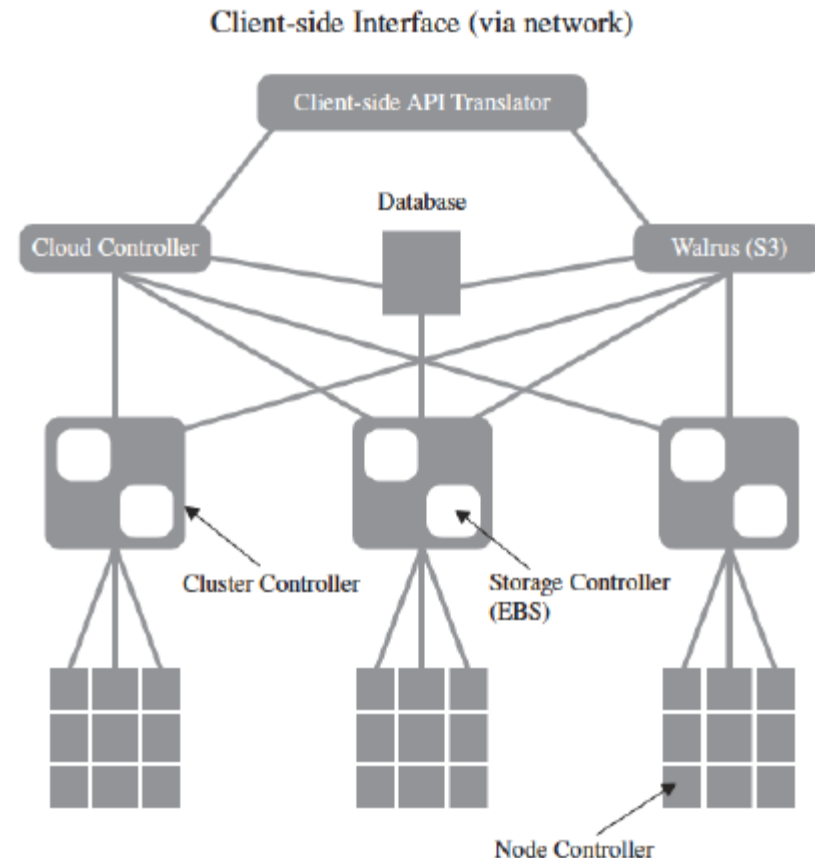 Client-side Interface (via network)
Client-side API Translator
Database
Cloud Controller
Walrus (S3)
Cluster Controller
Storage Controller
(EBS)
Node Controller